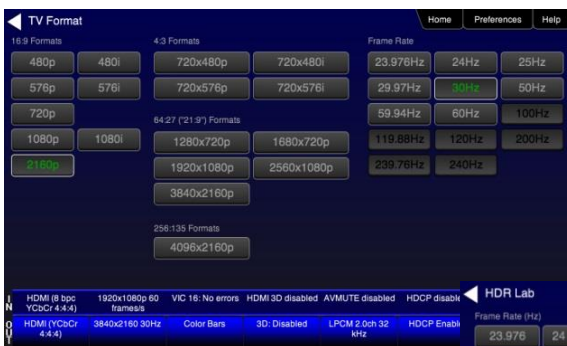 TV Format
Home Preferences Help
16:9 Formats
4:3 Formats
Frame Rate
480p 480i 720x480p 720x480i 23.976Hz 24Hz 25Hz
576p 576i 720x576p 720x576i 29.97Hz 30Hz 50Hz
720p 59.94Hz 60Hz 100Hz
64:27 ("21:9") Formats
1080p 1080i 1280x720p 1680x720p 119.88Hz 120Hz 200Hz
2160p 1920x1080p 2560x1080p 239.76Hz 240Hz
3840x2160p
256:135 Formats
4096x2160p
IN
HDMI (8 bpc YCbCr 4:4:4)
1920x1080p 60 frames/s
VIC 16: No errors
HDMI 3D disabled
AVMUTE disabled
HDCP disable
OUT
HDMI (YCbCr 4:4:4)
3840x2160 30Hz
Color Bars
3D: Disabled
LPCM 2.0ch 32 kHz
HDCP Enabl
HDR Lab
Frame Rate (Hz)
23.976 24